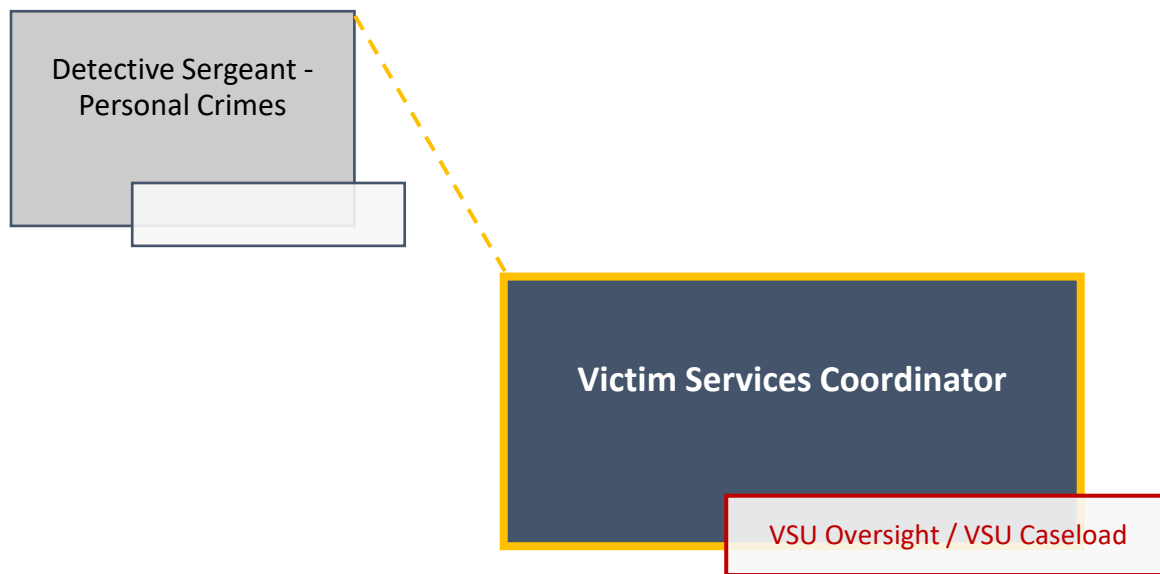 Detective Sergeant -
Personal Crimes
Victim Services Coordinator
VSU Oversight / VSU Caseload